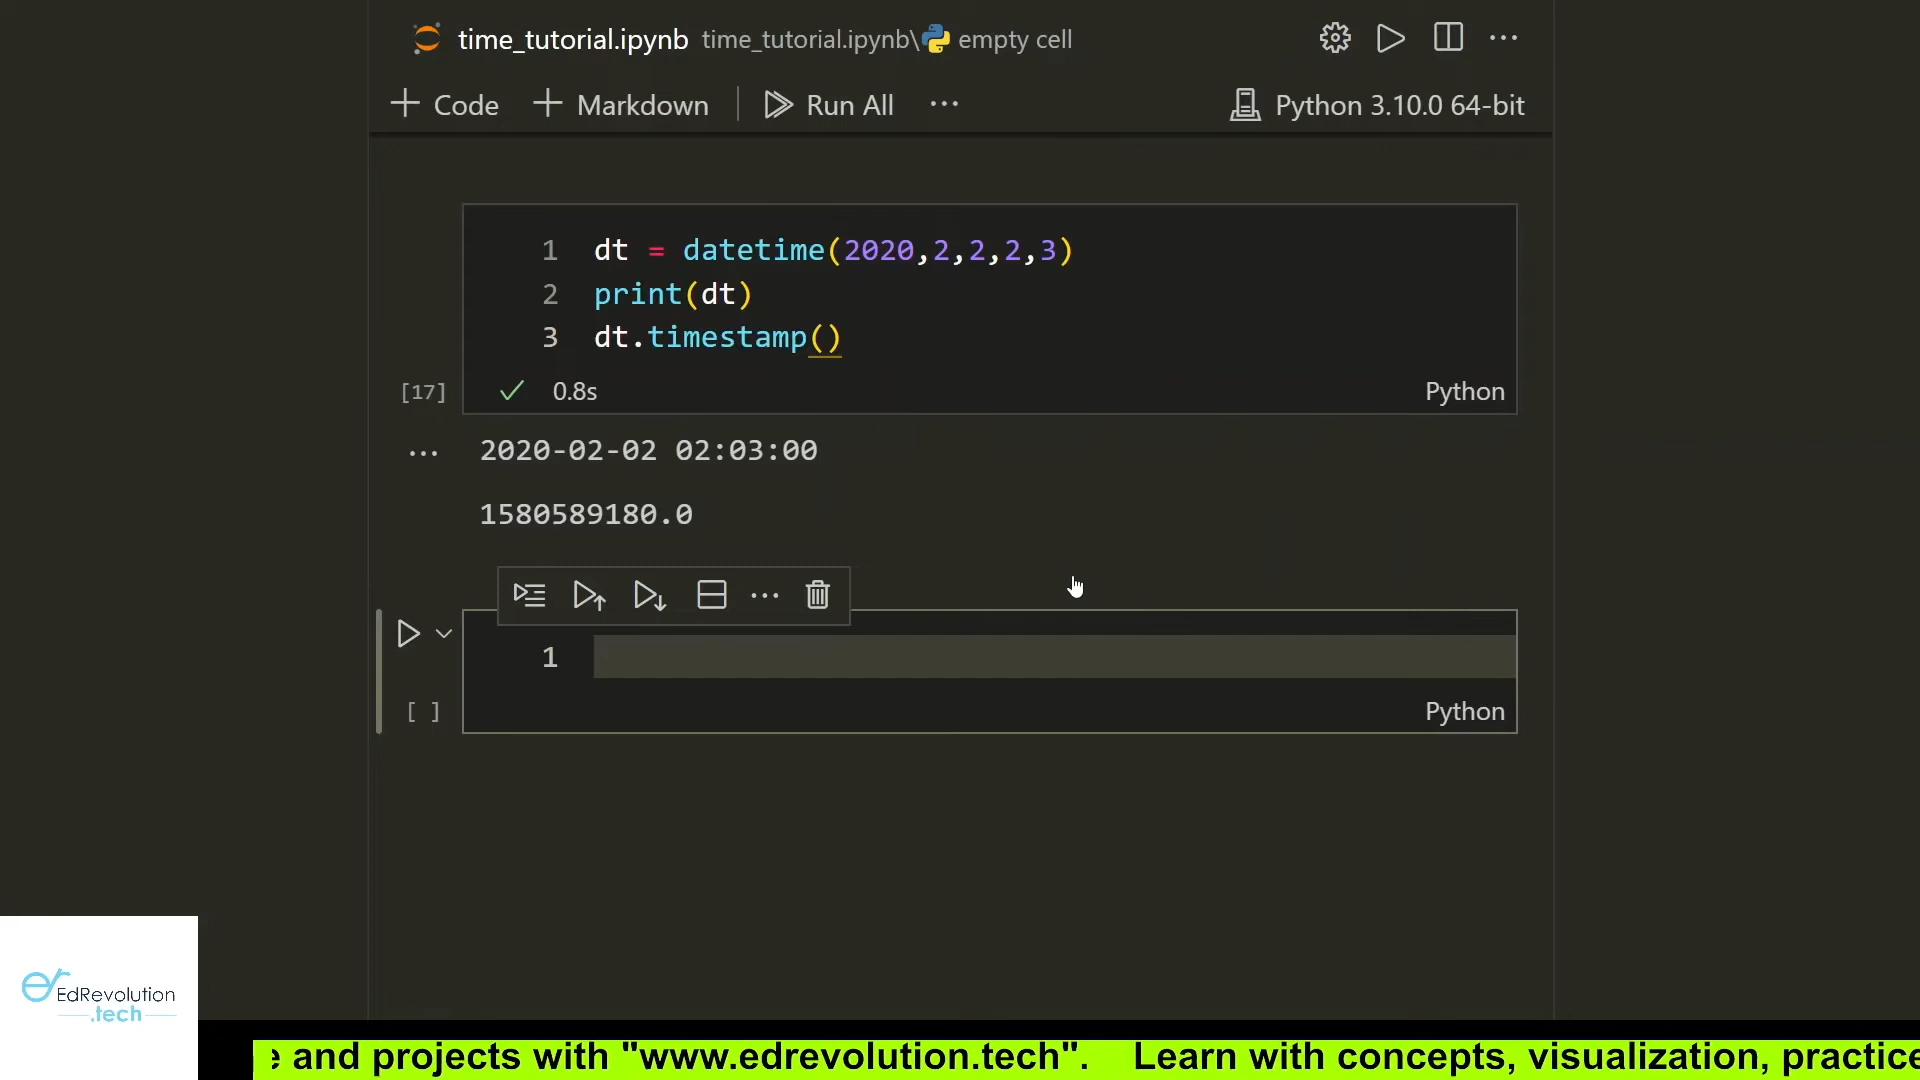 time_tutorial.ipynb time_tutorial.ipynb\ empty cell
+ Code + Markdown Run All ... Python 3.10.0 64-bit
1 dt = datetime(2020,2,2,2,3)
2 print(dt)
3 dt.timestamp()
[17] 0.8s Python
... 2020-02-02 02:03:00
1580589180.0
1
[ ] Python
EdRevolution
.tech
and projects with "www.edrevolution.tech". Learn with concepts, visualization, practice